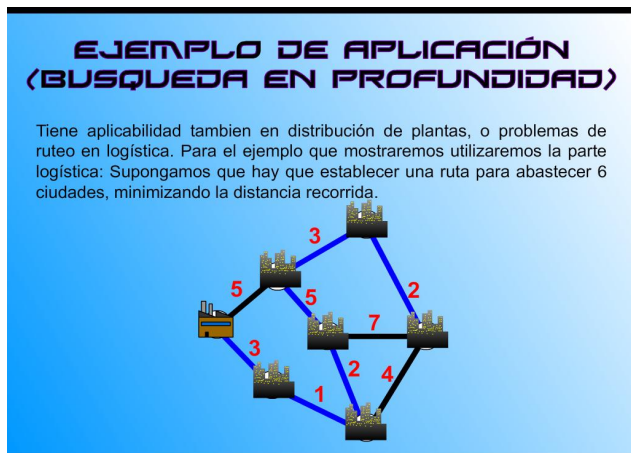 EJEMPLO DE APLICACIÓN
(BUSQUEDA EN PROFUNDIDAD)
Tiene aplicabilidad tambien en distribución de plantas, o problemas de
ruteo en logística. Para el ejemplo que mostraremos utilizaremos la parte
logística: Supongamos que hay que establecer una ruta para abastecer 6
ciudades, minimizando la distancia recorrida.
3
5
5
2
7
3
2
4
1